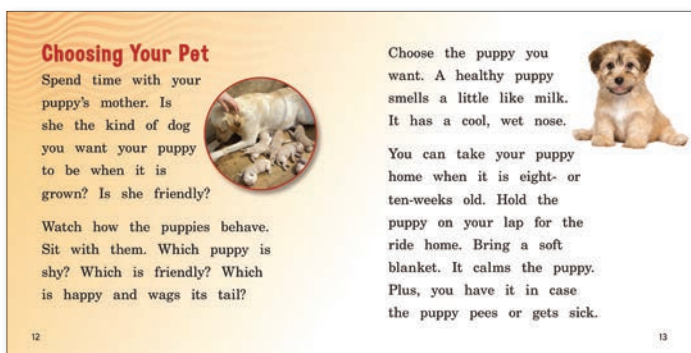 Choosing Your Pet
Spend time with your
puppy's mother. Is
she the kind of dog
you want your puppy
to be when it is
grown? Is she friendly?
Watch how the puppies behave.
Sit with them. Which puppy is
shy? Which is friendly? Which
is happy and wags its tail?
12
Choose the puppy you
want. A healthy puppy
smells a little like milk.
It has a cool, wet nose.
You can take your puppy
home when it is eight- or
ten-weeks old. Hold the
puppy on your lap for the
ride home. Bring a soft
blanket. It calms the puppy.
Plus, you have it in case
the puppy pees or gets sick.
13